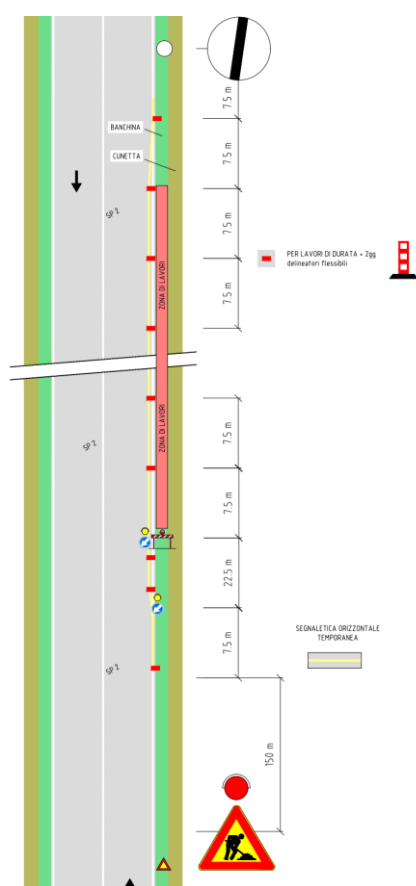 7.5 m
BANCHINA
7.5 m
CUNETTA
SP 2
7.5 m
ZONA DI LAVORI
PER LAVORI DI DURATA + 2gg
delineatori flessibili
7.5 m
SP 2
ZONA DI LAVORI
7.5 m
7.5 m
22.5 m
7.5 m
SEGNALETICA ORIZZONTALE
TEMPORANEA
SP 2
150 m